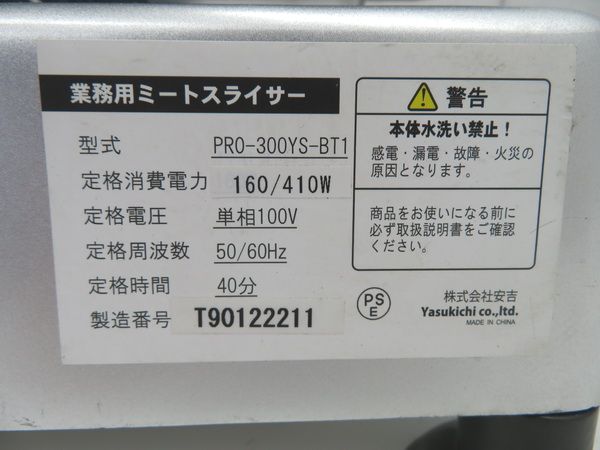 業務用ミートスライサー
型式 PRO-300YS-BT1
定格消費電力 160/410W
定格電圧 単相100V
定格周波数 50/60Hz
定格時間 40分
製造番号 T90122211
警告
本体水洗い禁止！
感電・漏電・故障・火災の
原因となります。
商品をお使いになる前に
必ず取扱説明書をご確認
ください。
PS
E
株式会社安吉
Yasukichi co.,ltd.
MADE IN CHINA